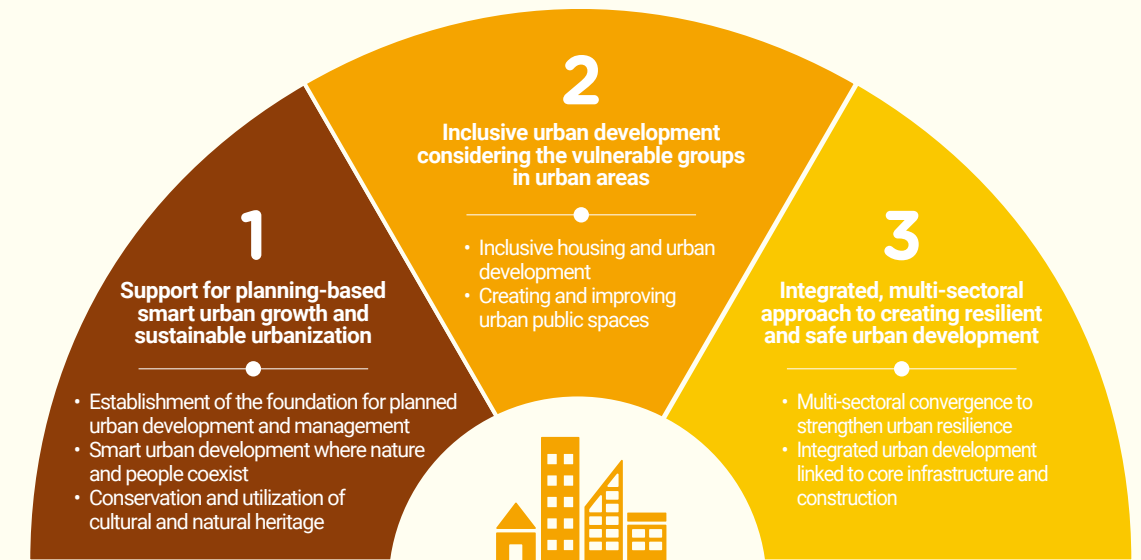 1
Support for planning-based
smart urban growth and
sustainable urbanization
• Establishment of the foundation for planned
urban development and management
• Smart urban development where nature
and people coexist
• Conservation and utilization of
cultural and natural heritage
2
Inclusive urban development
considering the vulnerable groups
in urban areas
• Inclusive housing and urban
development
• Creating and improving
urban public spaces
3
Integrated, multi-sectoral
approach to creating resilient
and safe urban development
• Multi-sectoral convergence to
strengthen urban resilience
• Integrated urban development
linked to core infrastructure and
construction